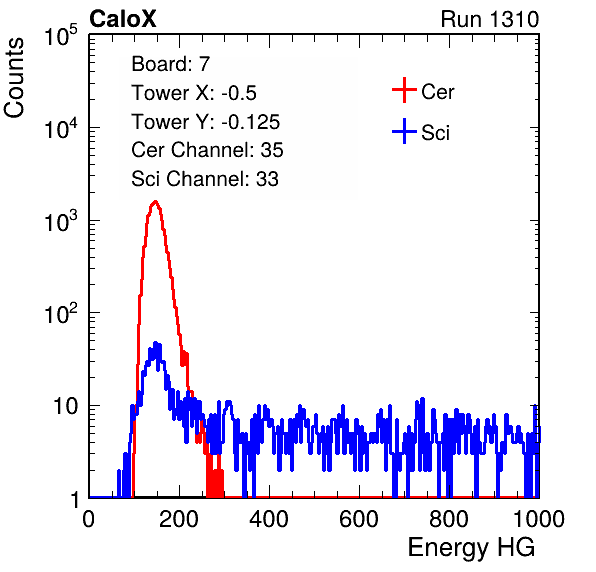 CaloX Run 1310
Counts
Board: 7
Tower X: -0.5
Tower Y: -0.125
Cer Channel: 35
Sci Channel: 33
Cer
Sci
10^5
10^4
10^3
10^2
10
1
0 200 400 600 800 1000
Energy HG